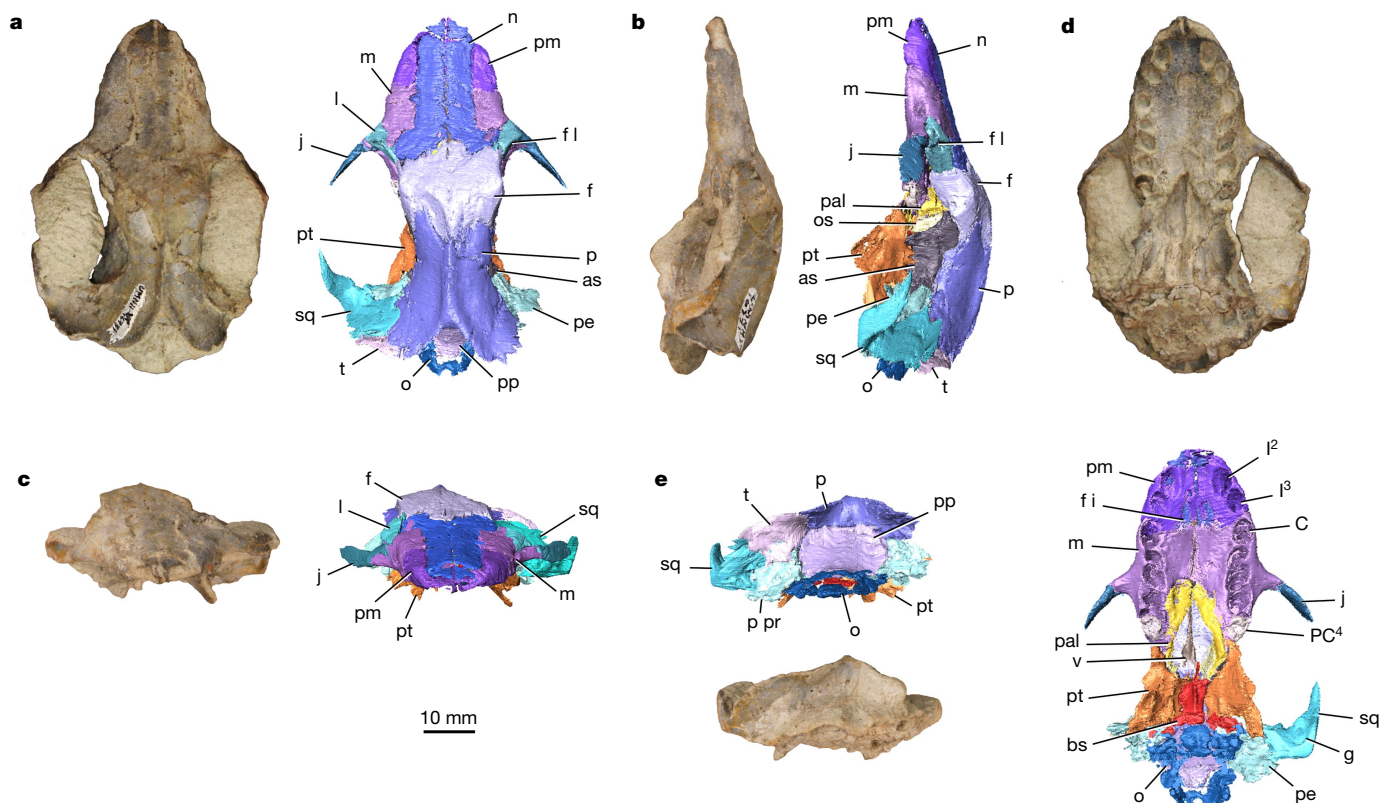 a
n
pm
m
l
f l
j
f
pt
p
as
sq
pe
t
o
pp
b
pm
n
m
f l
j
f
pal
os
pt
as
p
pe
sq
o
t
d
c
f
l
sq
j
pm
m
pt
10 mm
e
p
t
pp
sq
p pr
o
pt
I²
pm
I³
f i
C
m
j
pal
PC⁴
v
pt
sq
bs
g
o
pe